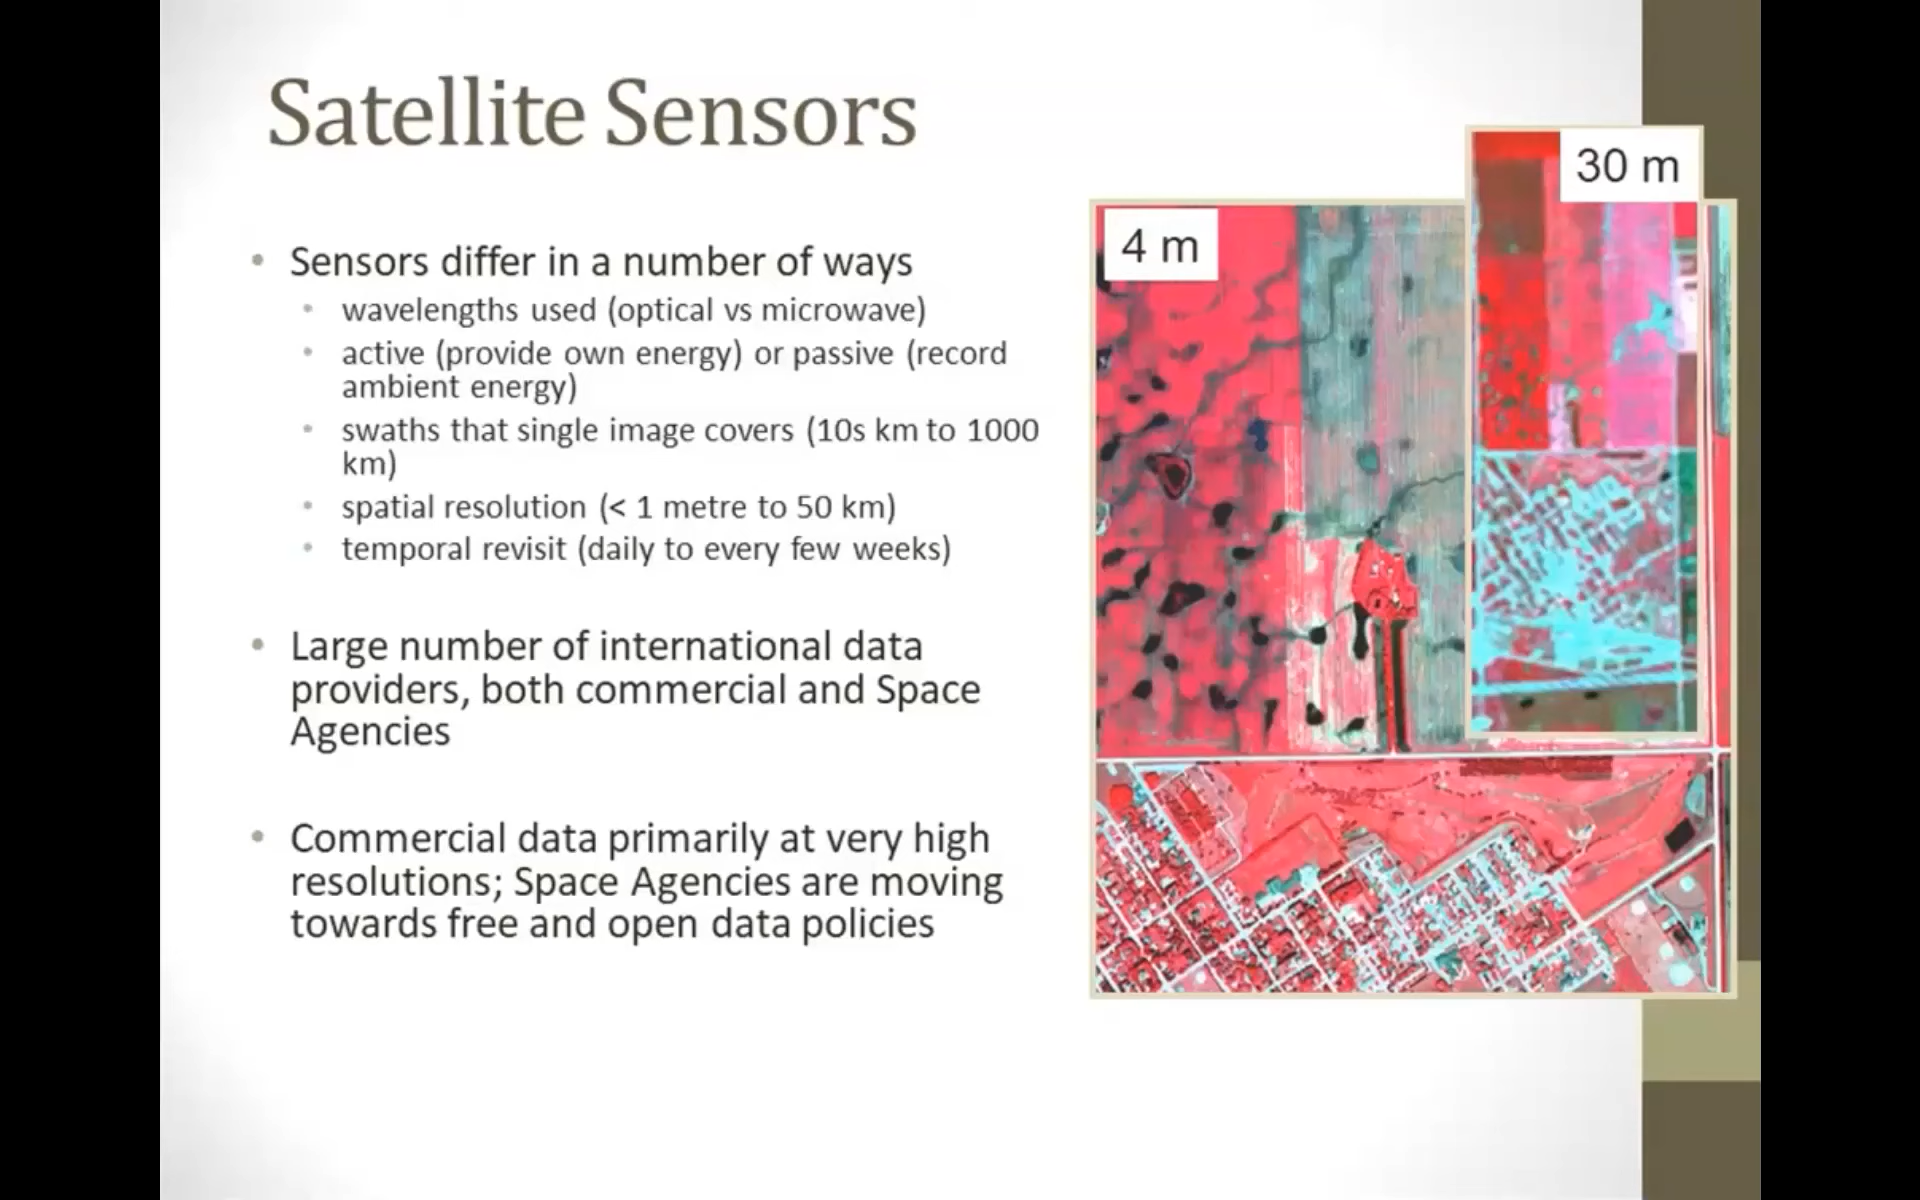 Satellite Sensors
• Sensors differ in a number of ways
• wavelengths used (optical vs microwave)
• active (provide own energy) or passive (record
ambient energy)
• swaths that single image covers (10s km to 1000
km)
• spatial resolution (< 1 metre to 50 km)
• temporal revisit (daily to every few weeks)
• Large number of international data
providers, both commercial and Space
Agencies
• Commercial data primarily at very high
resolutions; Space Agencies are moving
towards free and open data policies
4 m
30 m